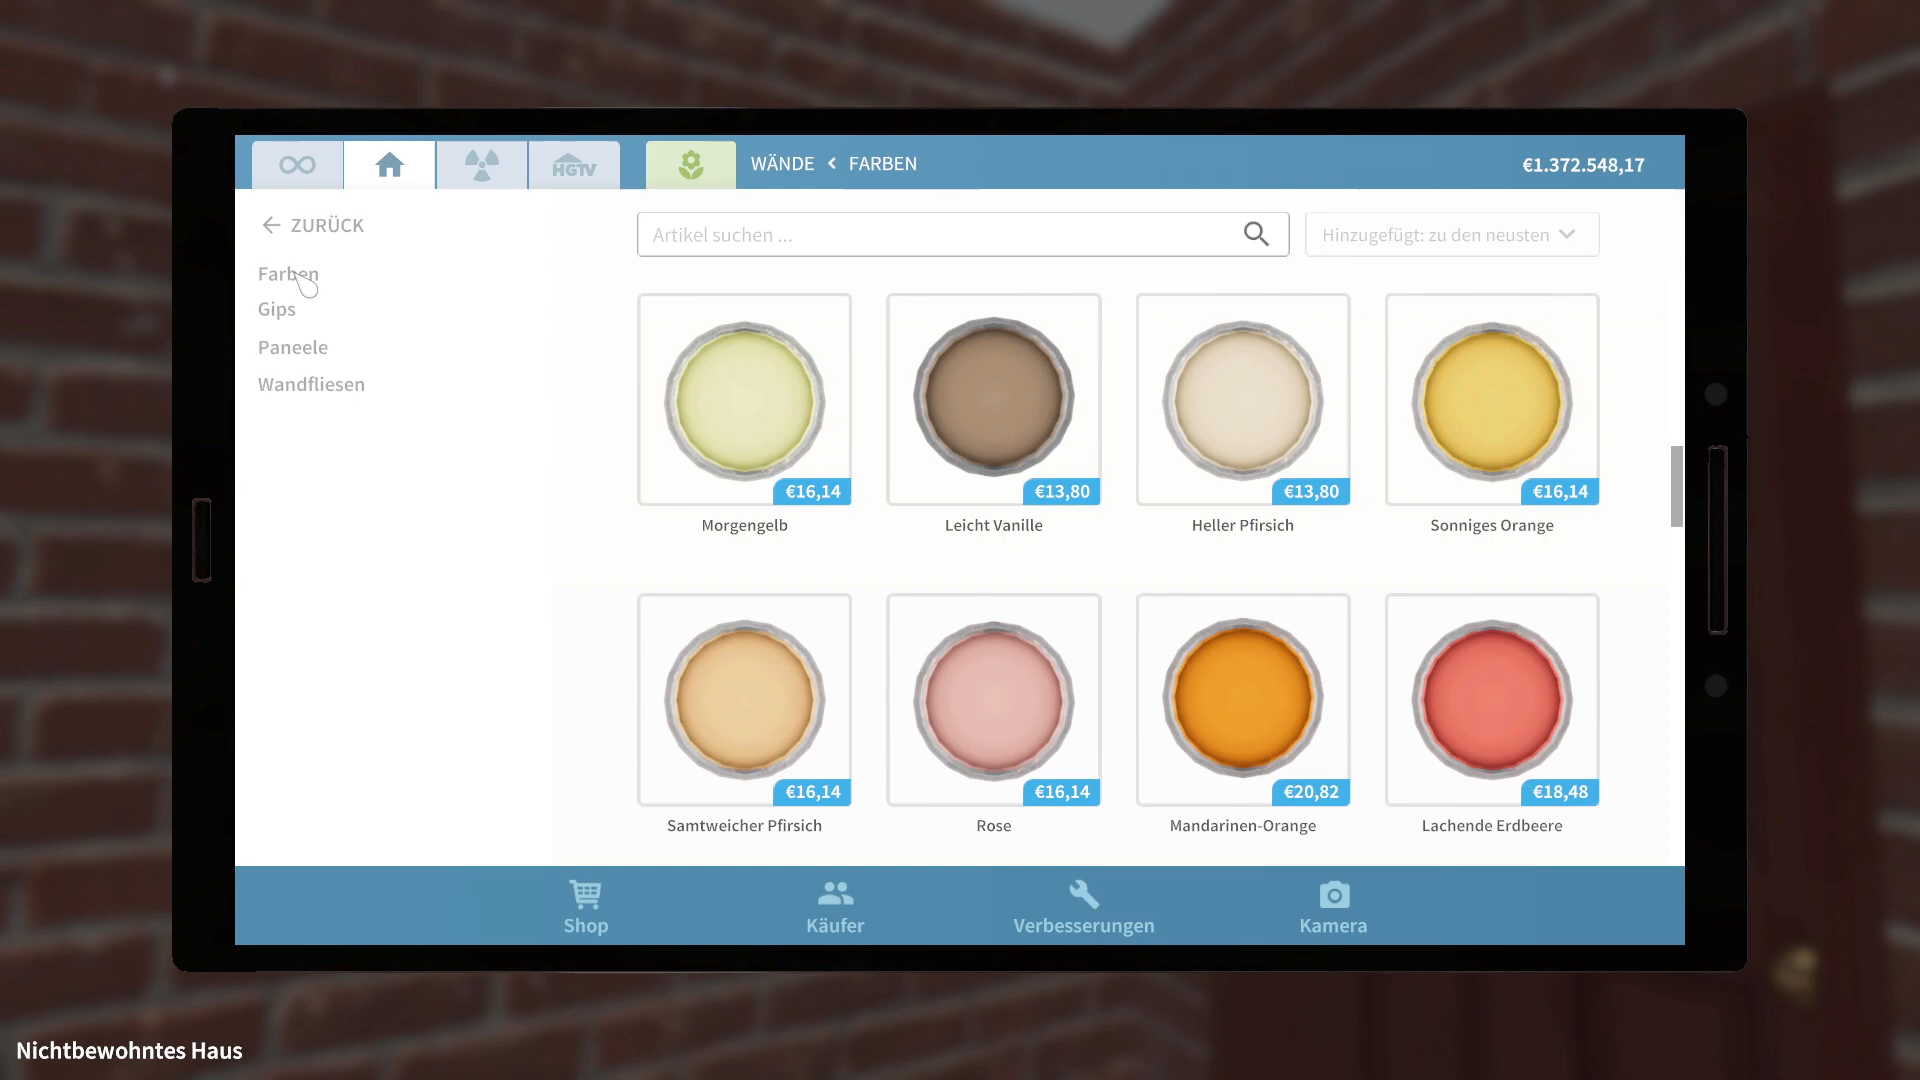 HGTV
WÄNDE < FARBEN
€1.372.548,17
ZURÜCK
Artikel suchen ...
Hinzugefügt: zu den neusten
Farben
Gips
Paneele
Wandfliesen
€16,14
€13,80
€13,80
€16,14
Morgengelb
Leicht Vanille
Heller Pfirsich
Sonniges Orange
€16,14
€16,14
€20,82
€18,48
Samtweicher Pfirsich
Rose
Mandarinen-Orange
Lachende Erdbeere
Shop
Käufer
Verbesserungen
Kamera
Nichtbewohntes Haus